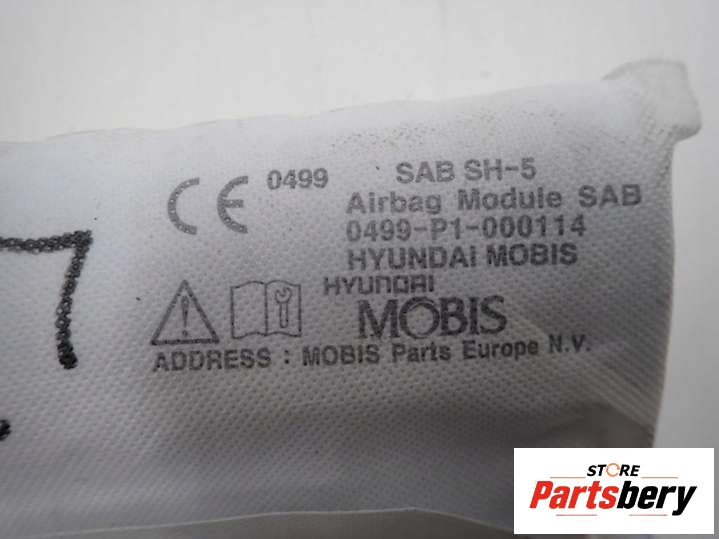 CE 0499 SAB SH-5
Airbag Module SAB
0499-P1-000114
HYUNDAI MOBIS
HYUNDAI
MOBIS
ADDRESS : MOBIS Parts Europe N.V.
7
STORE
Partsbery